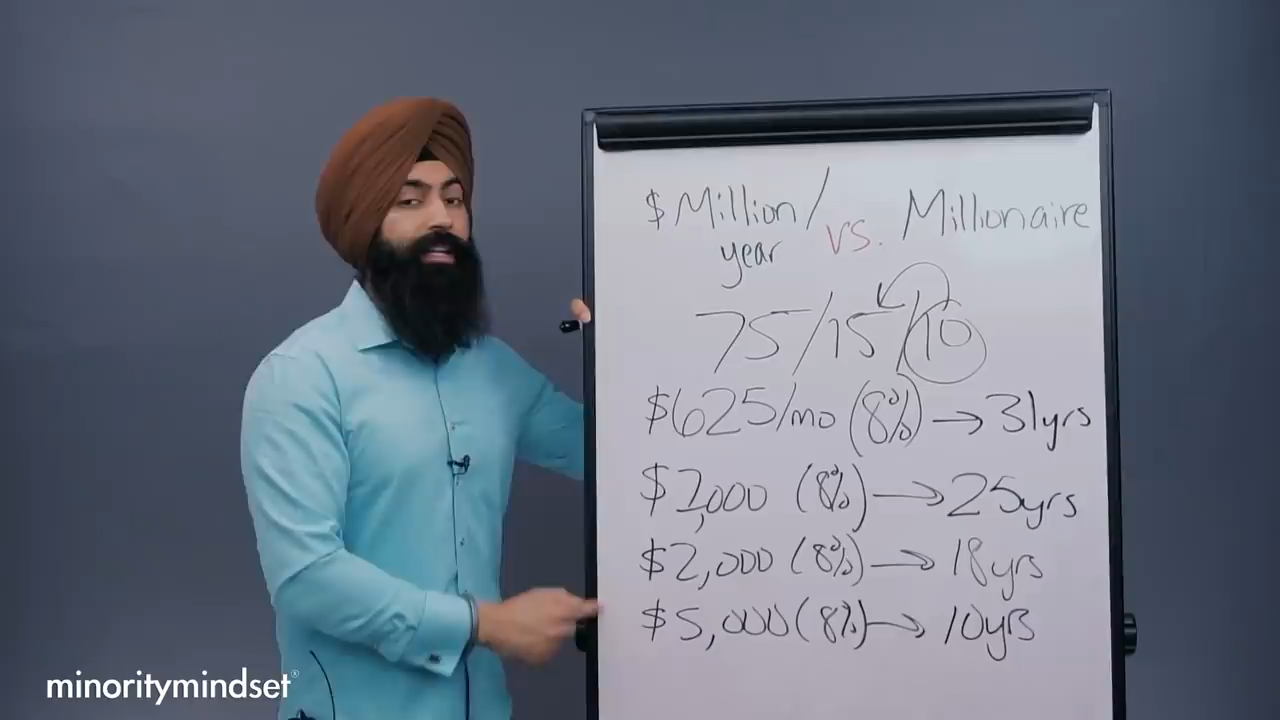 $Million/
year
vs. Millionaire
75/15/10
$625/mo (8%) → 31yrs
$1,000 (8%) → 25yrs
$2,000 (8%) → 18yrs
$5,000 (8%) → 10yrs
minoritymindset®